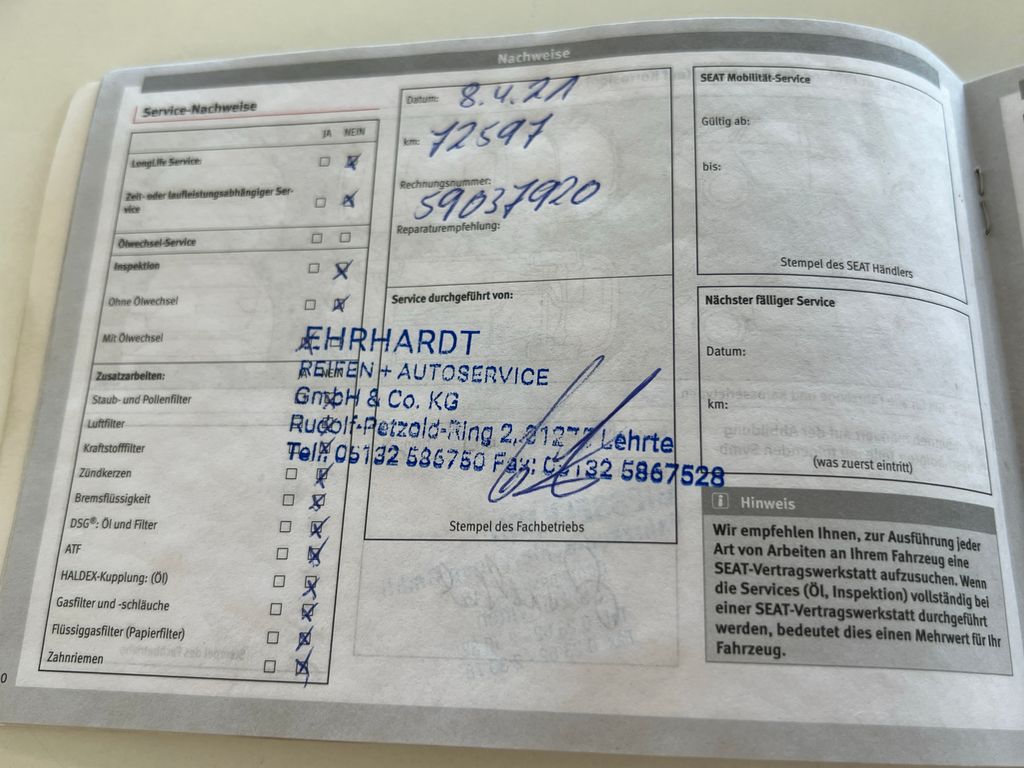 Nachweise
Service-Nachweise
JA NEIN
LongLife Service:
Zeit- oder laufleistungsabhängiger Ser-
vice
Ölwechsel-Service
Inspektion
Ohne Ölwechsel
Mit Ölwechsel
Zusatzarbeiten:
JA NEIN
Staub- und Pollenfilter
Luftfilter
Kraftstofffilter
Zündkerzen
Bremsflüssigkeit
DSG®: Öl und Filter
ATF
HALDEX-Kupplung: (Öl)
Gasfilter und -schläuche
Flüssiggasfilter (Papierfilter)
Zahnriemen
Datum: 8.4.21
km: 72597
Rechnungsnummer:
59037920
Reparaturempfehlung:
Service durchgeführt von:
EHRHARDT
REIFEN + AUTOSERVICE
GmbH & Co. KG
Rudolf-Petzold-Ring 2, Lehrte
Tel.: Fax: 5867528
Stempel des Fachbetriebs
SEAT Mobilität-Service
Gültig ab:
bis:
Stempel des SEAT Händlers
Nächster fälliger Service
Datum:
km:
(was zuerst eintritt)
i Hinweis
Wir empfehlen Ihnen, zur Ausführung jeder
Art von Arbeiten an Ihrem Fahrzeug eine
SEAT-Vertragswerkstatt aufzusuchen. Wenn
die Services (Öl, Inspektion) vollständig bei
einer SEAT-Vertragswerkstatt durchgeführt
werden, bedeutet dies einen Mehrwert für Ihr
Fahrzeug.